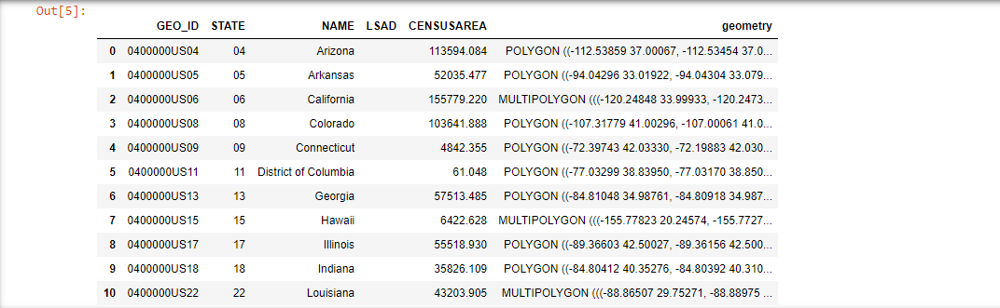 Out[5]:
GEO_ID STATE NAME LSAD CENSUSAREA geometry
0 0400000US04 04 Arizona 113594.084 POLYGON ((-112.53859 37.00067, -112.53454 37.0...
1 0400000US05 05 Arkansas 52035.477 POLYGON ((-94.04296 33.01922, -94.04304 33.079...
2 0400000US06 06 California 155779.220 MULTIPOLYGON (((-120.24848 33.99933, -120.2473...
3 0400000US08 08 Colorado 103641.888 POLYGON ((-107.31779 41.00296, -107.00061 41.0...
4 0400000US09 09 Connecticut 4842.355 POLYGON ((-72.39743 42.03330, -72.19883 42.030...
5 0400000US11 11 District of Columbia 61.048 POLYGON ((-77.03299 38.83950, -77.03170 38.850...
6 0400000US13 13 Georgia 57513.485 POLYGON ((-84.81048 34.98761, -84.80918 34.987...
7 0400000US15 15 Hawaii 6422.628 MULTIPOLYGON (((-155.77823 20.24574, -155.7727...
8 0400000US17 17 Illinois 55518.930 POLYGON ((-89.36603 42.50027, -89.36156 42.500...
9 0400000US18 18 Indiana 35826.109 POLYGON ((-84.80412 40.35276, -84.80392 40.310...
10 0400000US22 22 Louisiana 43203.905 MULTIPOLYGON (((-88.86507 29.75271, -88.88975 ...